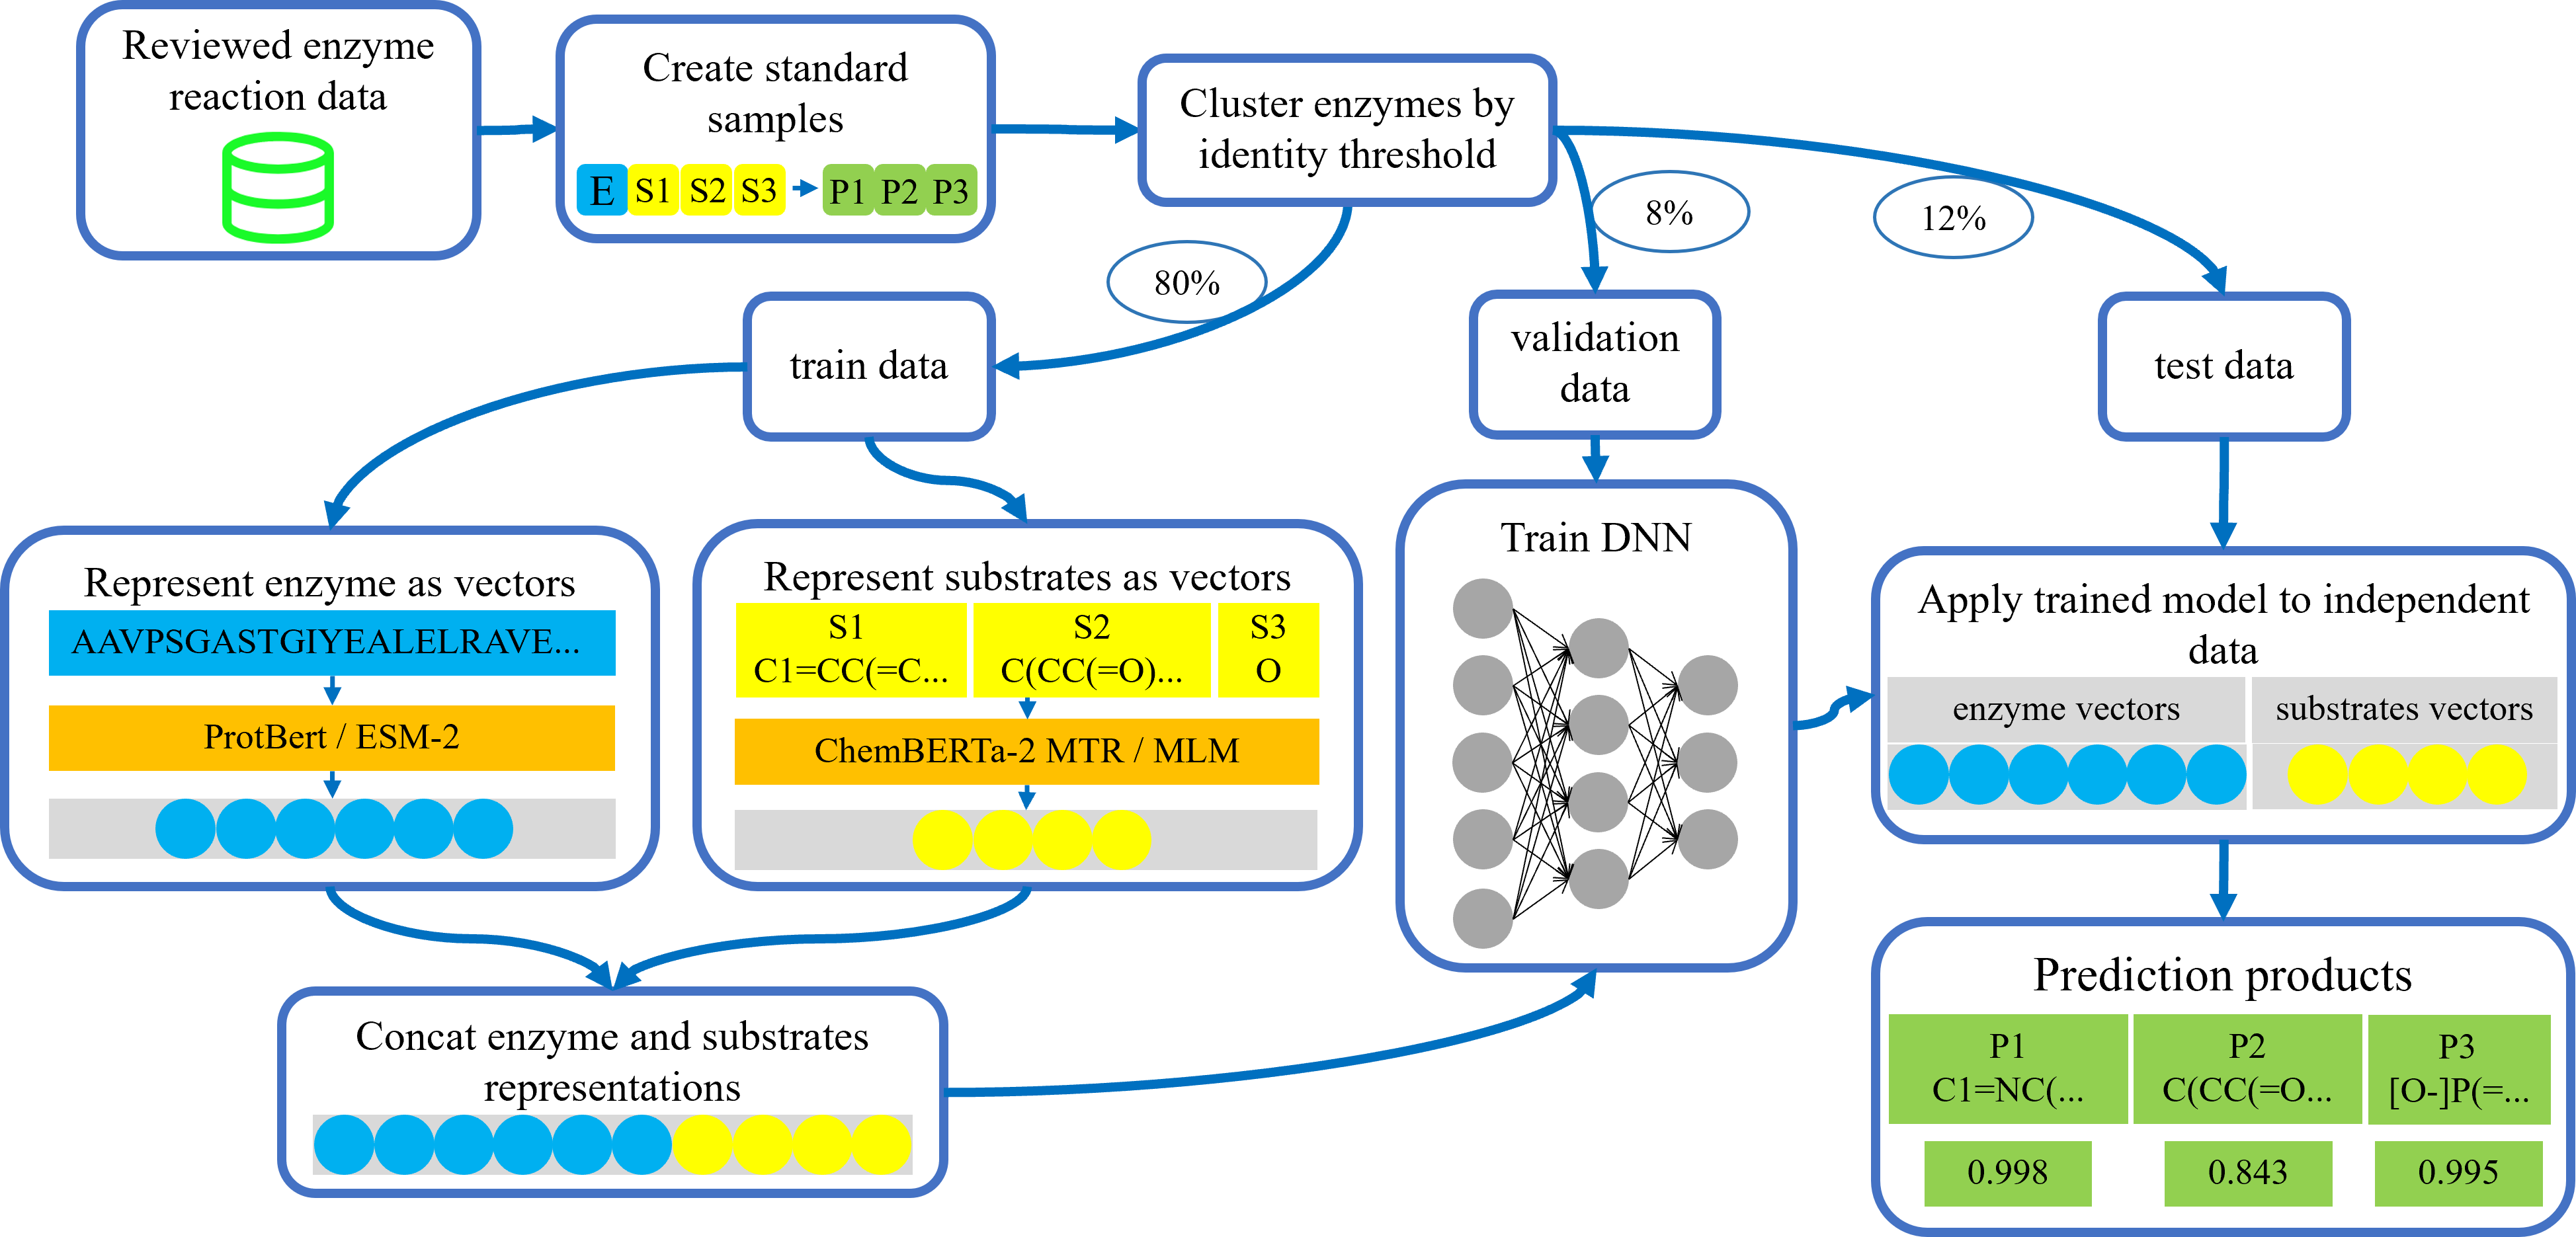 Reviewed enzyme
reaction data
Create standard
samples
E S1 S2 S3 P1 P2 P3
Cluster enzymes by
identity threshold
80%
8%
12%
train data
validation
data
test data
Represent enzyme as vectors
AAVPSGASTGIYEALELRAVE...
ProtBert / ESM-2
Represent substrates as vectors
S1 S2 S3
C1=CC(=C... C(CC(=O)... O
ChemBERTa-2 MTR / MLM
Concat enzyme and substrates
representations
Train DNN
Apply trained model to independent
data
enzyme vectors substrates vectors
Prediction products
P1 P2 P3
C1=NC(... C(CC(=O... [O-]P(=...
0.998 0.843 0.995